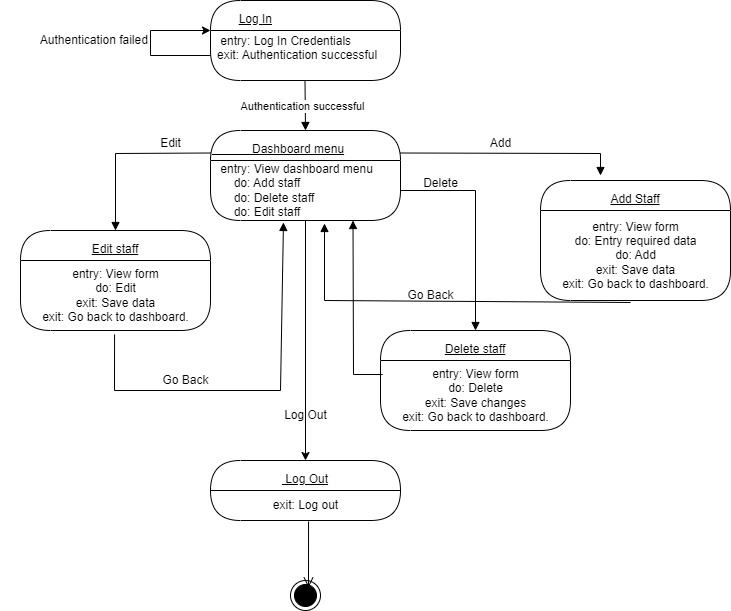 Log In
Authentication failed
entry: Log In Credentials
exit: Authentication successful
Authentication successful
Edit
Dashboard menu
Add
entry: View dashboard menu
do: Add staff
do: Delete staff
do: Edit staff
Delete
Add Staff
entry: View form
do: Entry required data
do: Add
exit: Save data
exit: Go back to dashboard.
Edit staff
entry: View form
do: Edit
exit: Save data
exit: Go back to dashboard.
Go Back
Delete staff
entry: View form
do: Delete
exit: Save changes
exit: Go back to dashboard.
Go Back
Log Out
Log Out
exit: Log out